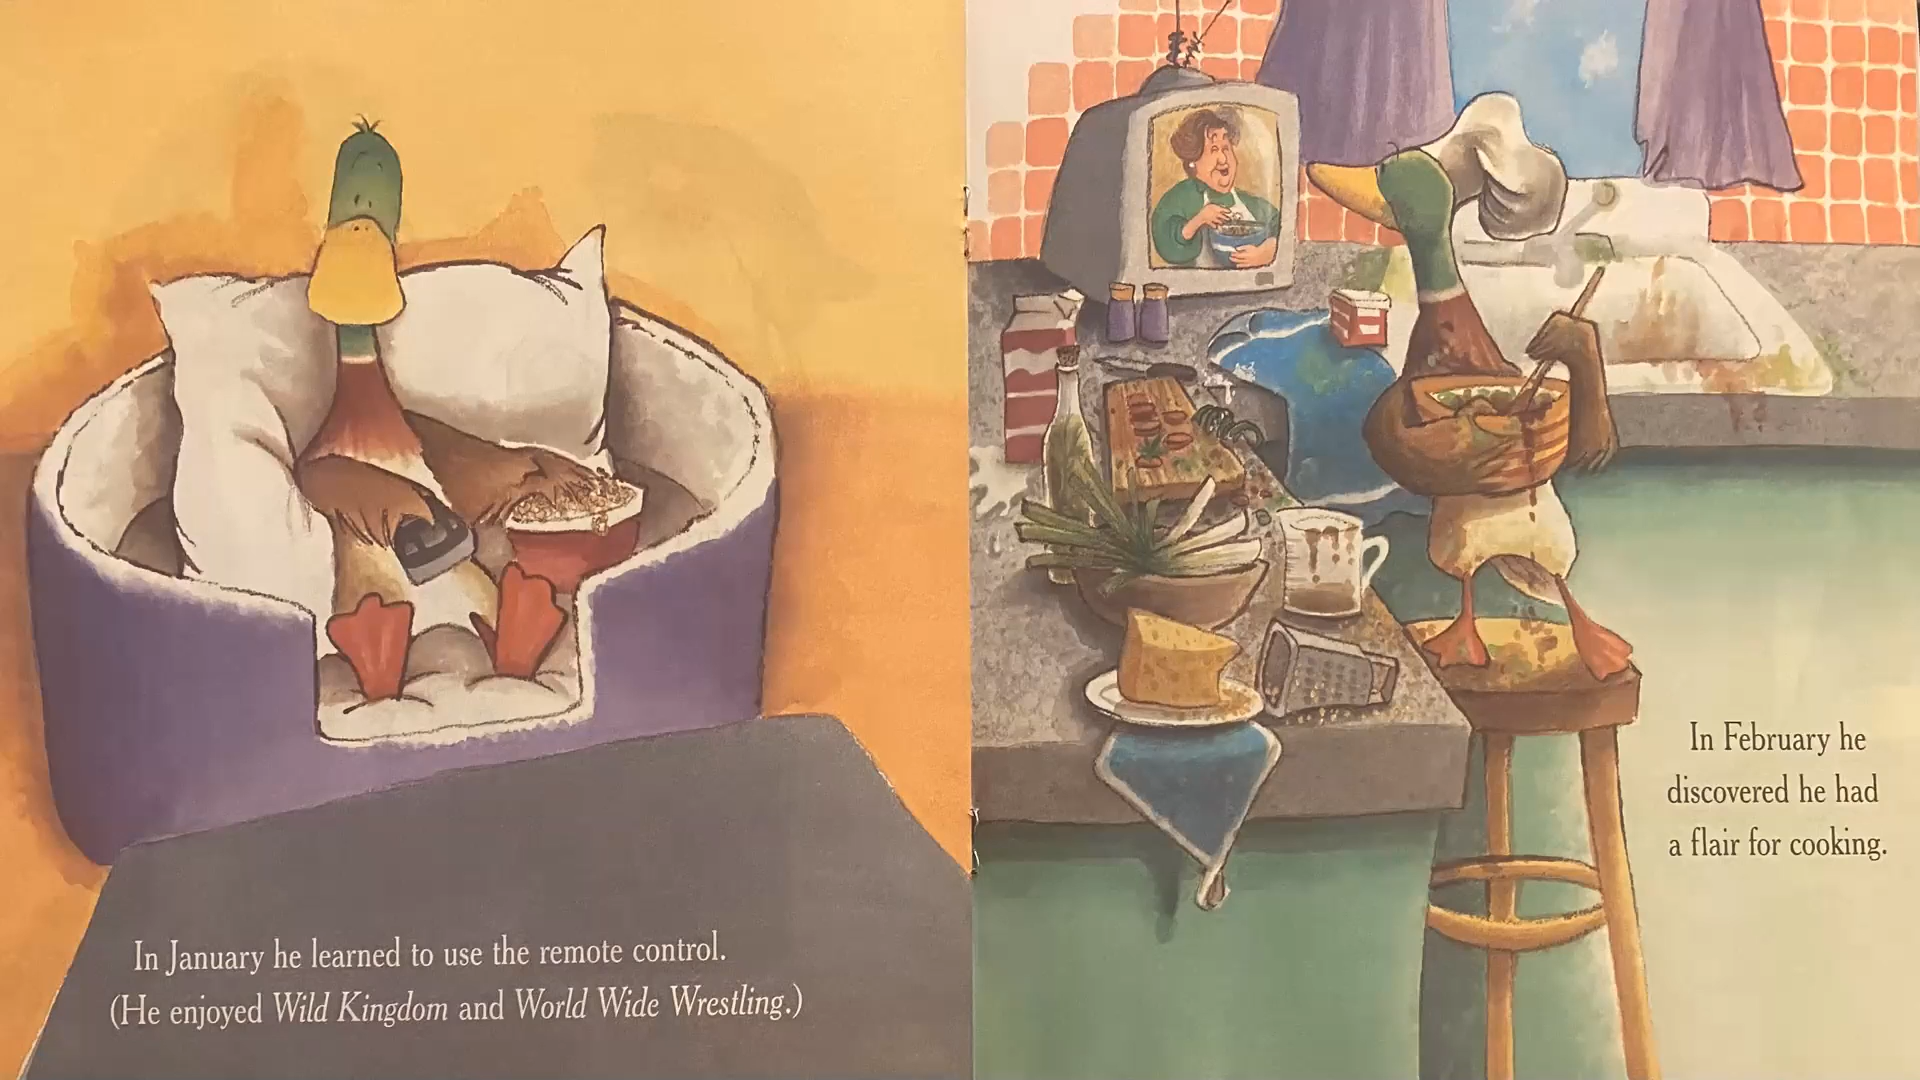 In January he learned to use the remote control.
(He enjoyed Wild Kingdom and World Wide Wrestling.)
In February he
discovered he had
a flair for cooking.